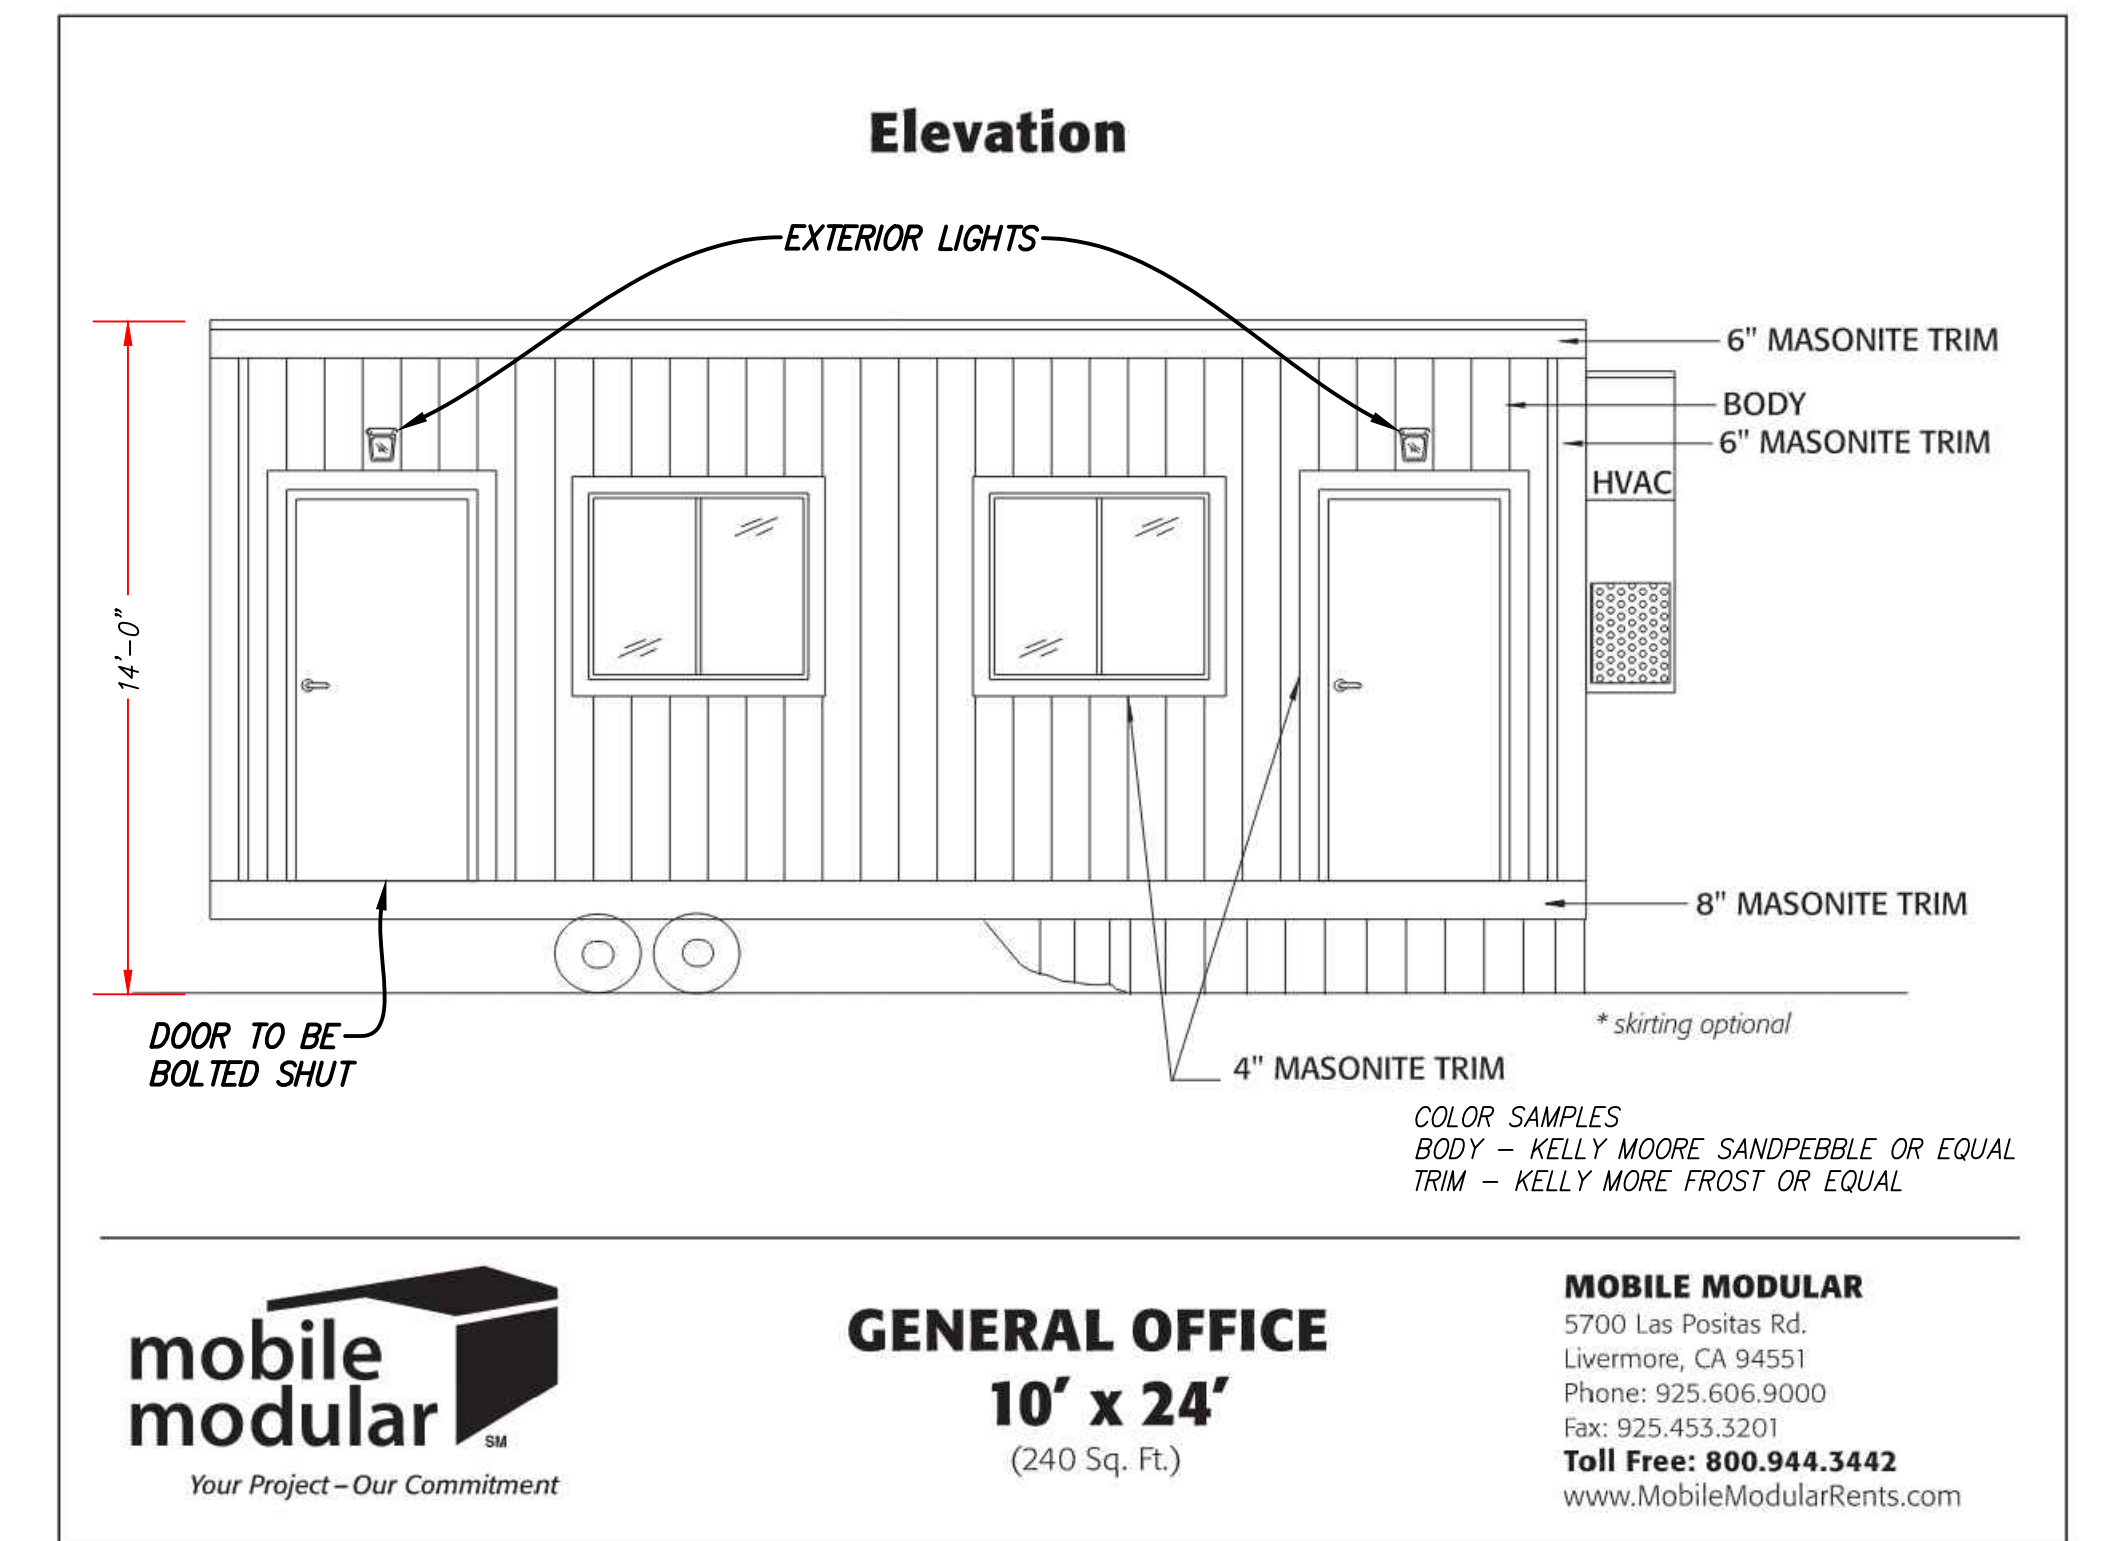 Elevation
EXTERIOR LIGHTS
6" MASONITE TRIM
BODY
6" MASONITE TRIM
HVAC
14'-0"
8" MASONITE TRIM
* skirting optional
DOOR TO BE
BOLTED SHUT
4" MASONITE TRIM
COLOR SAMPLES
BODY – KELLY MOORE SANDPEBBLE OR EQUAL
TRIM – KELLY MORE FROST OR EQUAL
mobile
modular
SM
Your Project – Our Commitment
GENERAL OFFICE
10' x 24'
(240 Sq. Ft.)
MOBILE MODULAR
5700 Las Positas Rd.
Livermore, CA 94551
Phone: 925.606.9000
Fax: 925.453.3201
Toll Free: 800.944.3442
www.MobileModularRents.com